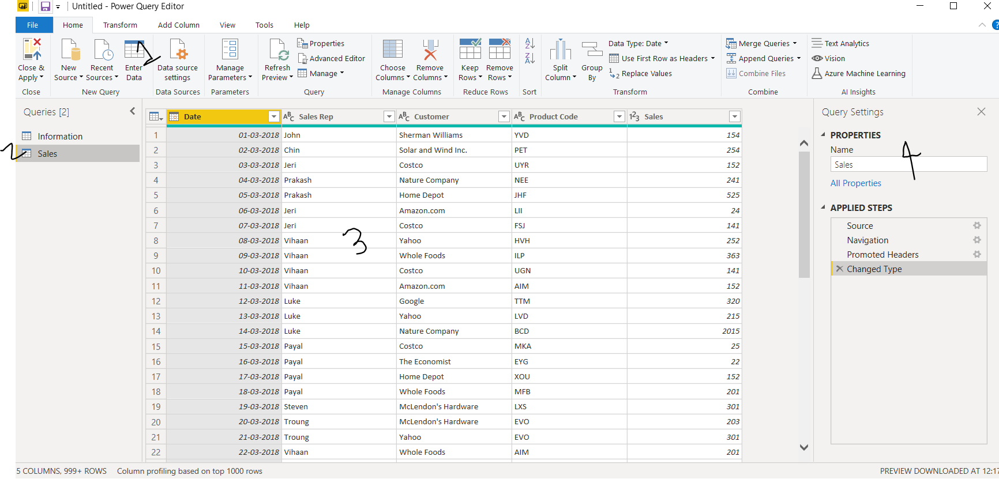 Untitled - Power Query Editor
File Home Transform Add Column View Tools Help
Close & Apply
New Source
Recent Sources
Enter Data
Data source settings
Manage Parameters
Refresh Preview
Properties
Advanced Editor
Manage
Choose Columns
Remove Columns
Keep Rows
Remove Rows
Split Column
Group By
Data Type: Date
Use First Row as Headers
Replace Values
Merge Queries
Append Queries
Combine Files
Text Analytics
Vision
Azure Machine Learning
Close New Query Data Sources Parameters Query Manage Columns Reduce Rows Sort Transform Combine AI Insights
Queries [2]
Information
2
Sales
Date Sales Rep Customer Product Code Sales
1 01-03-2018 John Sherman Williams YVD 154
2 02-03-2018 Chin Solar and Wind Inc. PET 254
3 03-03-2018 Jeri Costco UYR 152
4 04-03-2018 Prakash Nature Company NEE 241
5 05-03-2018 Prakash Home Depot JHF 525
6 06-03-2018 Jeri Amazon.com LII 24
7 07-03-2018 Jeri Costco FSJ 141
8 08-03-2018 Vihaan Yahoo HVH 252
3
9 09-03-2018 Vihaan Whole Foods ILP 363
10 10-03-2018 Vihaan Costco UGN 141
11 11-03-2018 Vihaan Amazon.com AIM 152
12 12-03-2018 Luke Google TTM 320
13 13-03-2018 Luke Yahoo LVD 215
14 14-03-2018 Luke Nature Company BCD 2015
15 15-03-2018 Payal Costco MKA 25
16 16-03-2018 Payal The Economist EYG 22
17 17-03-2018 Payal Home Depot XOU 152
18 18-03-2018 Payal Whole Foods MFB 201
19 19-03-2018 Steven McLendon's Hardware LXS 301
20 20-03-2018 Troung McLendon's Hardware EVO 203
21 21-03-2018 Troung Yahoo EVO 301
22 22-03-2018 Vihaan Whole Foods AIM 201
Query Settings
PROPERTIES
4
Name
Sales
All Properties
APPLIED STEPS
Source
Navigation
Promoted Headers
Changed Type
5 COLUMNS, 999+ ROWS Column profiling based on top 1000 rows
PREVIEW DOWNLOADED AT 12:17